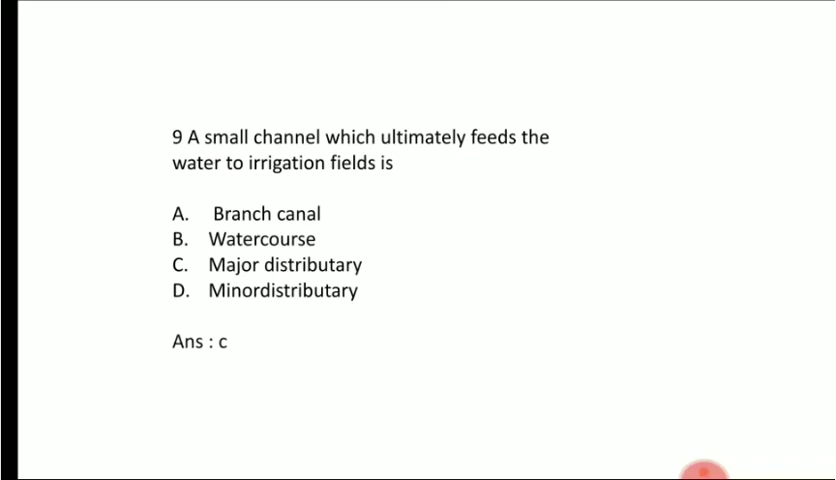 9 A small channel which ultimately feeds the
water to irrigation fields is
A. Branch canal
B. Watercourse
C. Major distributary
D. Minordistributary
Ans : c